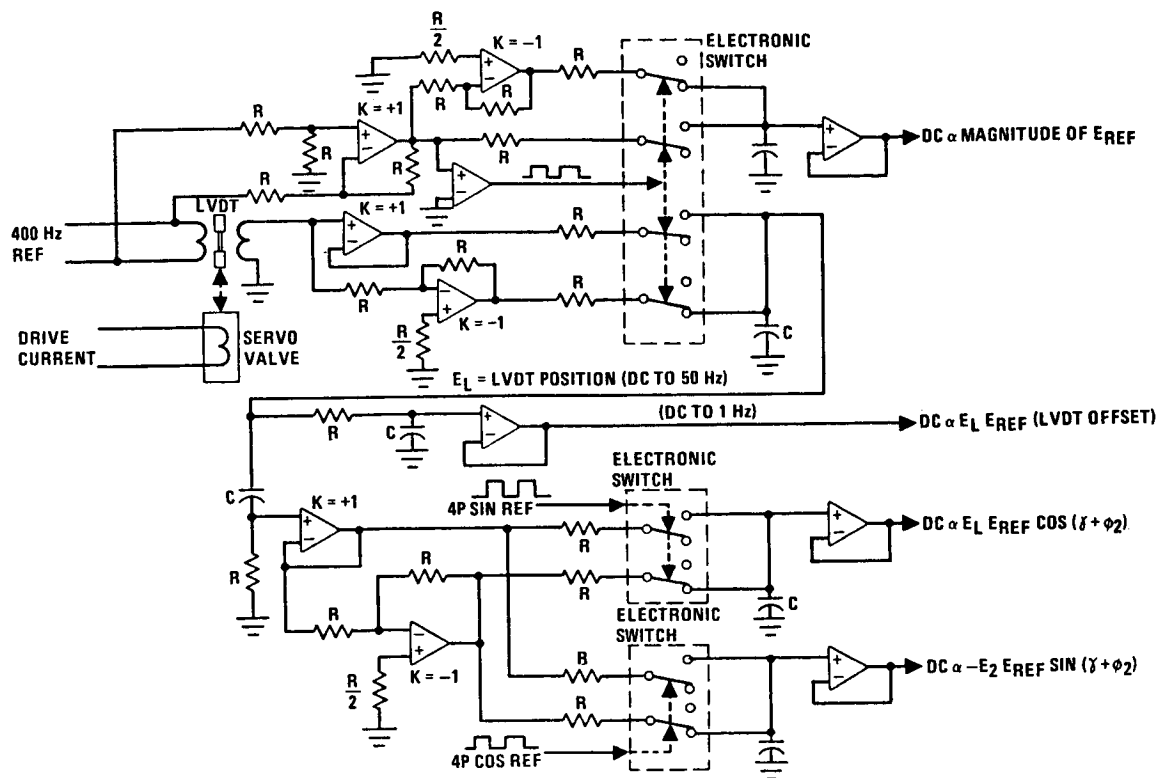 R/2
K = -1
R
ELECTRONIC
SWITCH
R
R
K = +1
R
R
R
R
R
DC α MAGNITUDE OF E_REF
R
LVDT
K = +1
R
400 Hz
REF
R
R
R
K = -1
R/2
C
DRIVE
CURRENT
SERVO
VALVE
E_L = LVDT POSITION (DC TO 50 Hz)
R
C
(DC TO 1 Hz)
DC α E_L E_REF (LVDT OFFSET)
ELECTRONIC
SWITCH
4P SIN REF
C
K = +1
R
DC α E_L E_REF COS (γ + φ2)
R
R
R
R
C
ELECTRONIC
SWITCH
R/2
K = -1
R
R
DC α -E2 E_REF SIN (γ + φ2)
4P COS REF